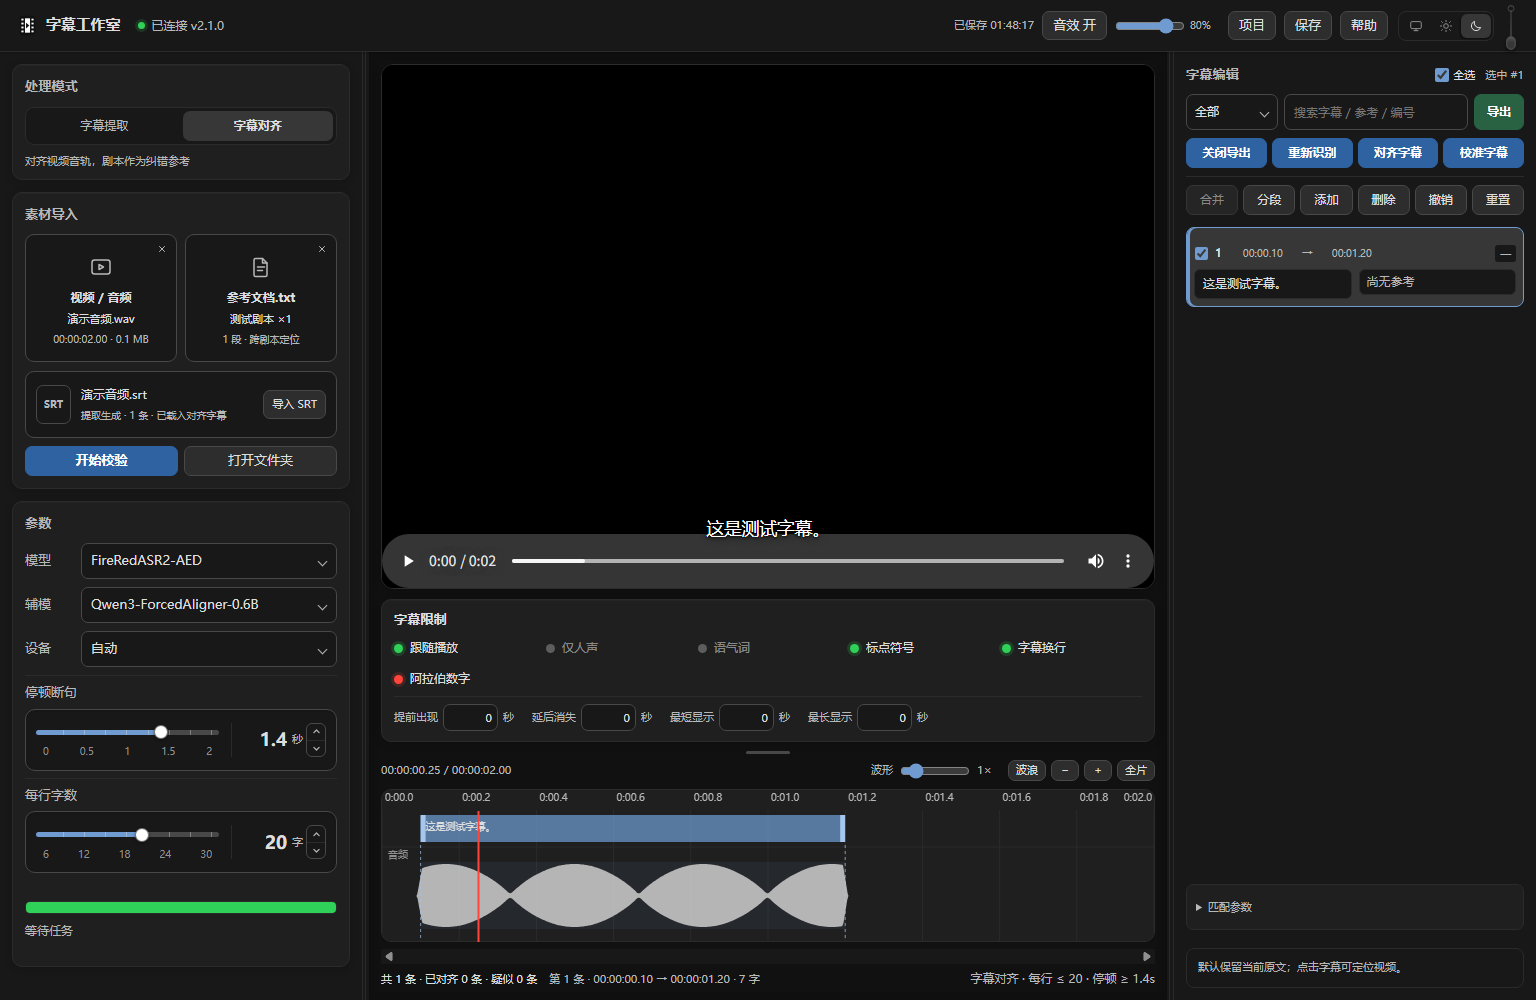 字幕工作室 已连接 v2.1.0
已保存 01:48:17 音效 开 80% 项目 保存 帮助
处理模式
字幕提取 字幕对齐
对齐视频音轨，剧本作为纠错参考
素材导入
×
视频 / 音频
演示音频.wav
00:00:02.00 · 0.1 MB
×
参考文档.txt
测试剧本 ×1
1 段 · 跨剧本定位
SRT
演示音频.srt
提取生成 · 1 条 · 已载入对齐字幕
导入 SRT
开始校验 打开文件夹
参数
模型 FireRedASR2-AED
辅模 Qwen3-ForcedAligner-0.6B
设备 自动
停顿断句
0 0.5 1 1.5 2
1.4 秒
每行字数
6 12 18 24 30
20 字
等待任务
这是测试字幕。
0:00 / 0:02
字幕限制
跟随播放 仅人声 语气词 标点符号 字幕换行
阿拉伯数字
提前出现 0 秒 延后消失 0 秒 最短显示 0 秒 最长显示 0 秒
00:00:00.25 / 00:00:02.00
波形 1× 波浪 − + 全片
0:00.0 0:00.2 0:00.4 0:00.6 0:00.8 0:01.0 0:01.2 0:01.4 0:01.6 0:01.8 0:02.0
这是测试字幕。
音频
共 1 条 · 已对齐 0 条 · 疑似 0 条 第 1 条 · 00:00:00.10 → 00:00:01.20 · 7 字
字幕对齐 · 每行 ≤ 20 · 停顿 ≥ 1.4s
字幕编辑 全选 选中 #1
全部 搜索字幕 / 参考 / 编号 导出
关闭导出 重新识别 对齐字幕 校准字幕
合并 分段 添加 删除 撤销 重置
1 00:00.10 → 00:01.20 —
这是测试字幕。 尚无参考
匹配参数
默认保留当前原文；点击字幕可定位视频。